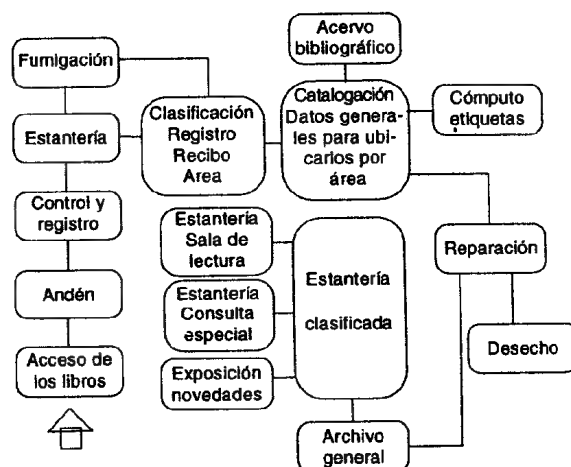 Acervo
bibliográfico
Fumigación
Clasificación
Registro
Recibo
Area
Catalogación
Datos genera-
les para ubi-
carlos por
área
Cómputo
etiquetas
Estantería
Control y
registro
Estantería
Sala de
lectura
Estantería
clasificada
Reparación
Andén
Estantería
Consulta
especial
Desecho
Acceso de
los libros
Exposición
novedades
Archivo
general